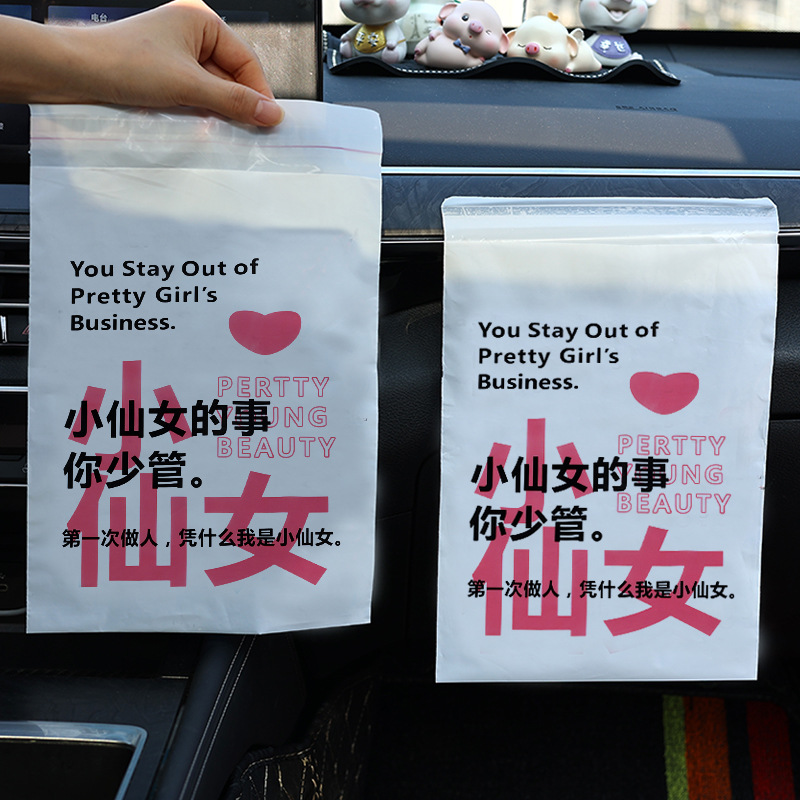 电台
You Stay Out of
Pretty Girl's
Business.
PERTTY
YOUNG
BEAUTY
小仙女的事
你少管。
第一次做人，凭什么我是小仙女。
小
仙女
You Stay Out of
Pretty Girl's
Business.
PERTTY
YOUNG
BEAUTY
小仙女的事
你少管。
第一次做人，凭什么我是小仙女。
小
仙女